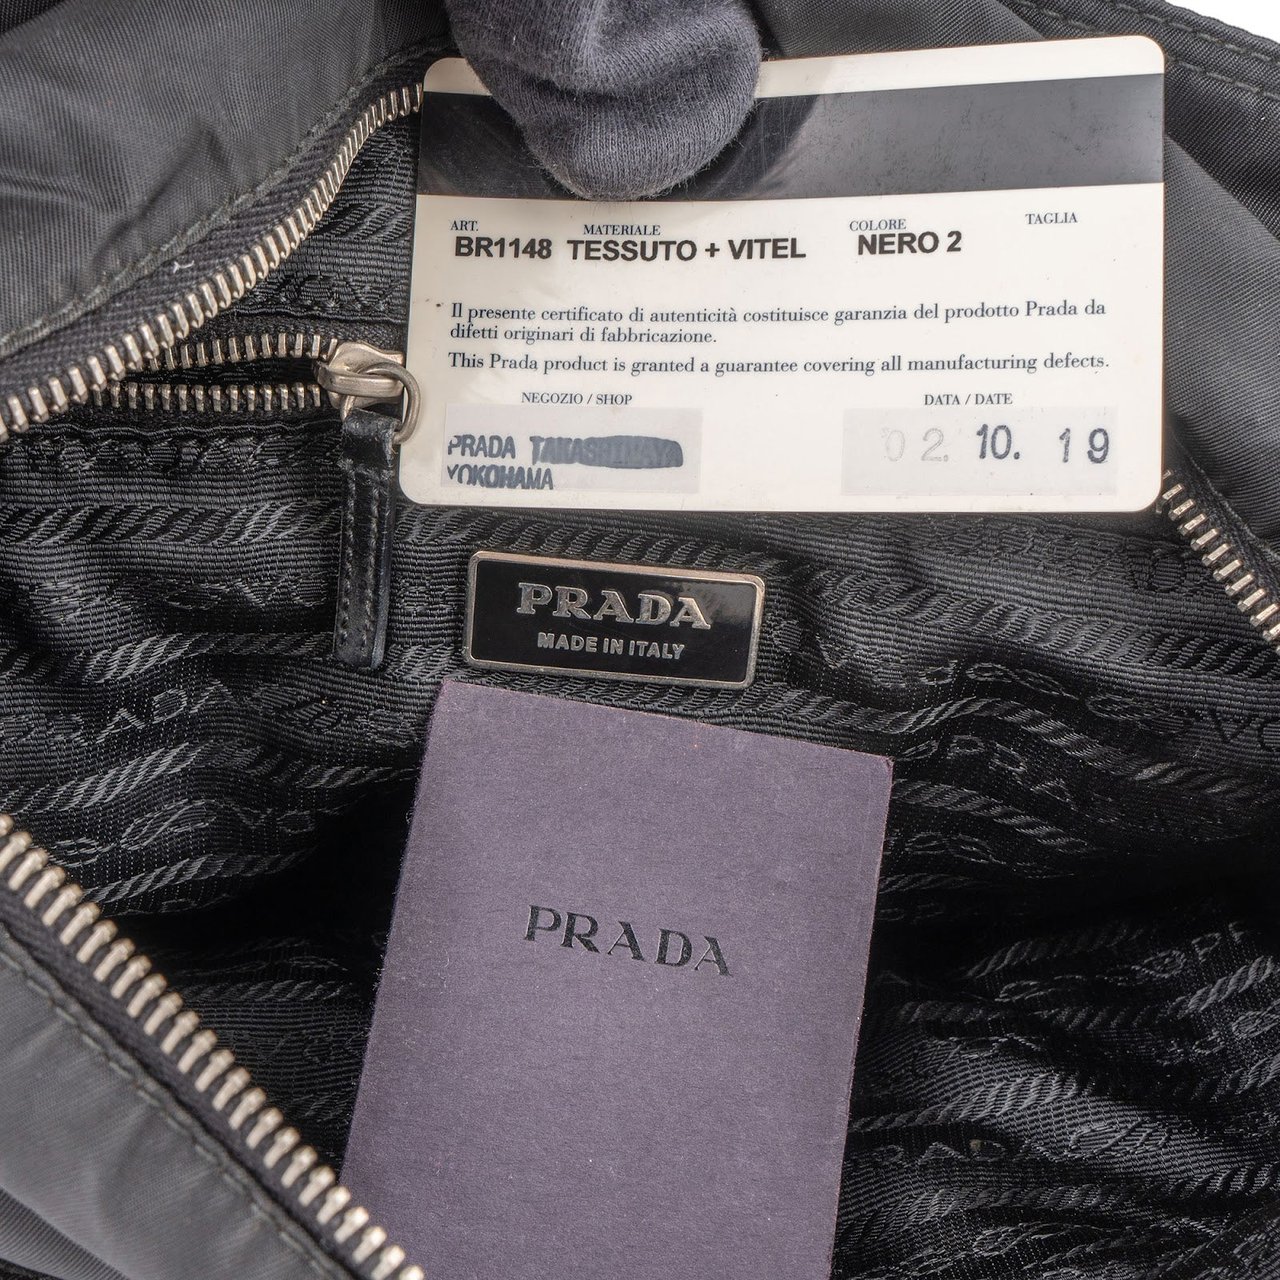 ART.
BR1148
MATERIALE
TESSUTO + VITEL
COLORE
NERO 2
TAGLIA
Il presente certificato di autenticità costituisce garanzia del prodotto Prada da
difetti originari di fabbricazione.
This Prada product is granted a guarantee covering all manufacturing defects.
NEGOZIO / SHOP
PRADA TAKASHIMAYA
YOKOHAMA
DATA / DATE
02. 10. 19
PRADA
MADE IN ITALY
PRADA
PRADA